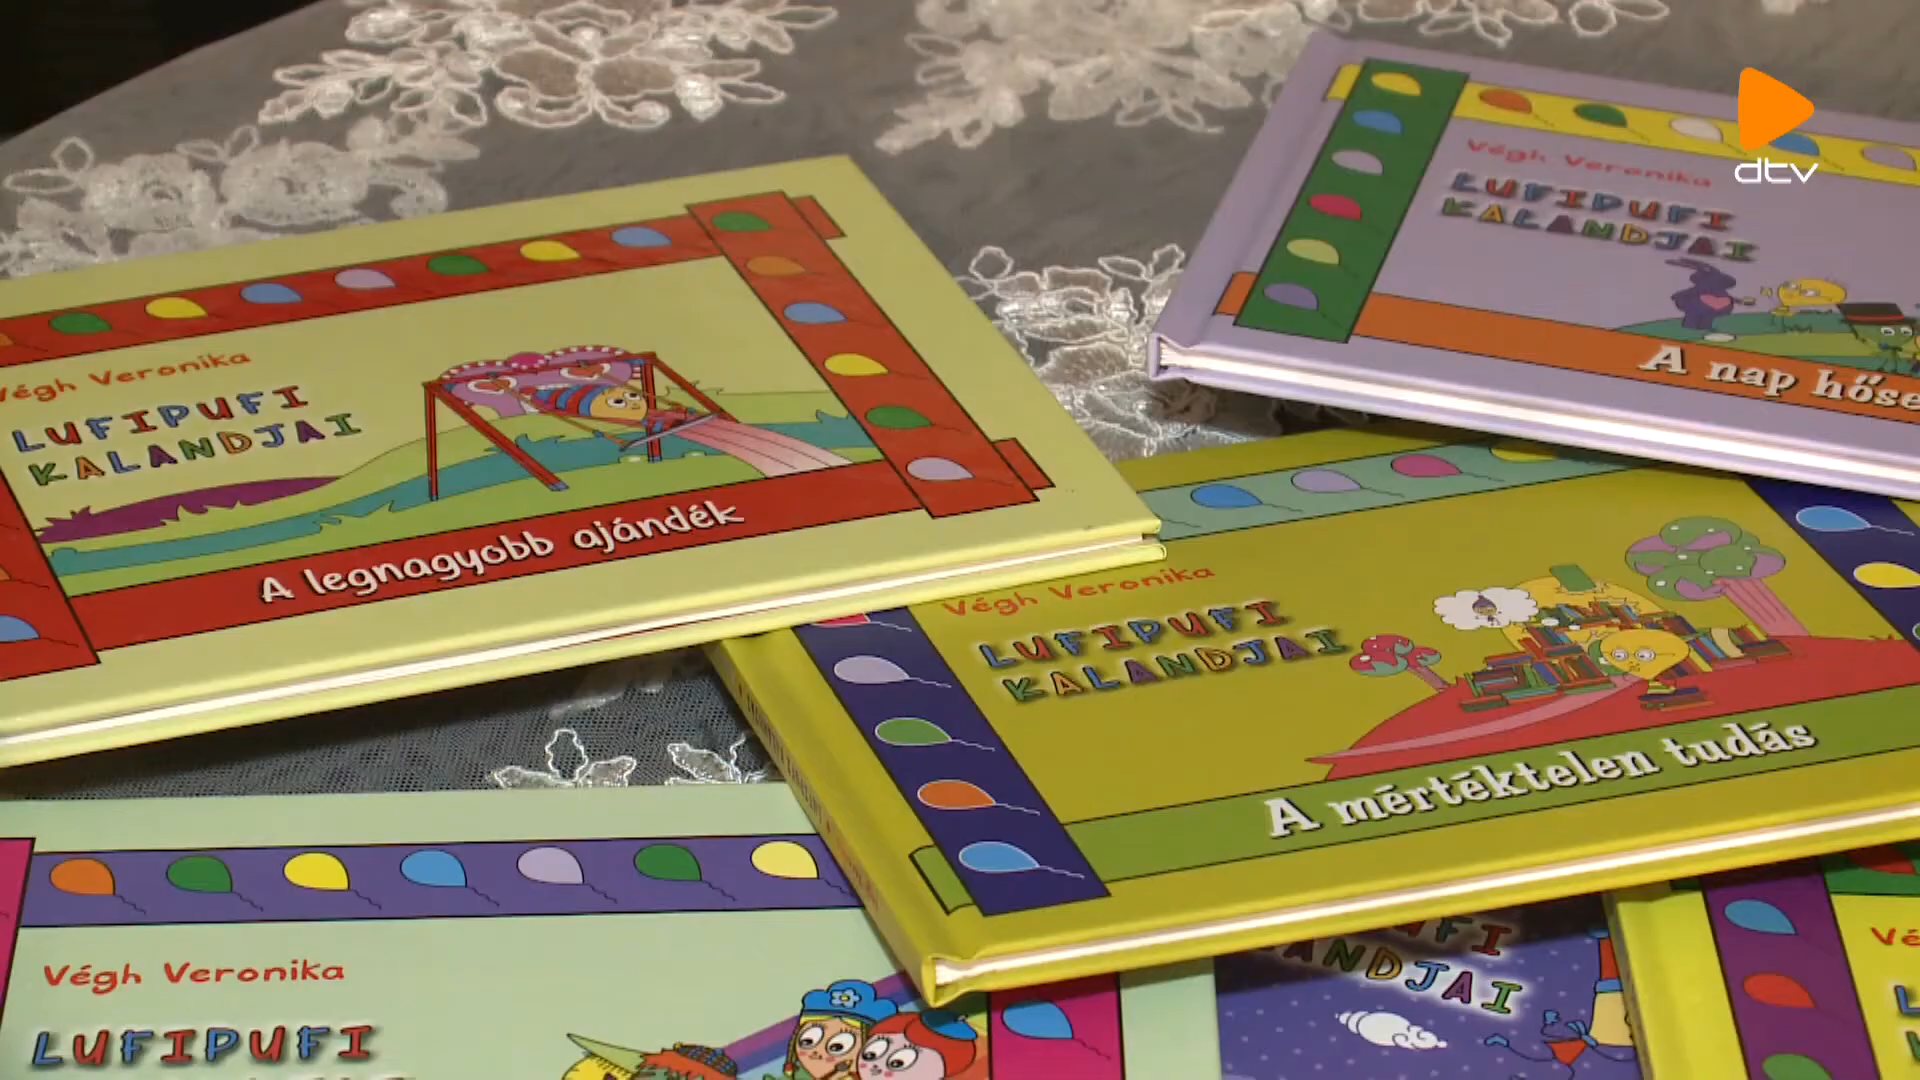 Végh Veronika
LUFIPUFI
KALANDJAI
A legnagyobb ajándék
Végh Veronika
LUFIPUFI
KALANDJAI
A nap hőse
dtv
Végh Veronika
LUFIPUFI
KALANDJAI
A mértéktelen tudás
Végh Veronika
LUFIPUFI
KALANDJAI